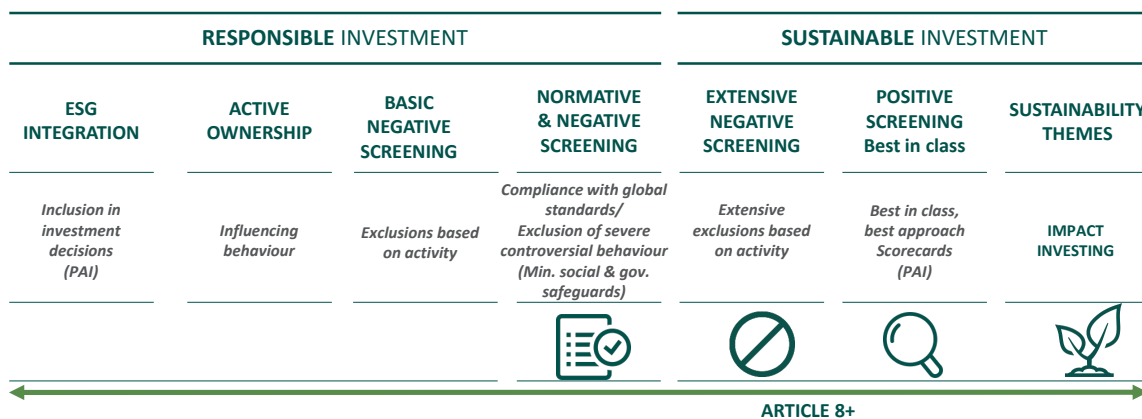 RESPONSIBLE INVESTMENT
SUSTAINABLE INVESTMENT
ESG
INTEGRATION
ACTIVE
OWNERSHIP
BASIC
NEGATIVE
SCREENING
NORMATIVE
& NEGATIVE
SCREENING
EXTENSIVE
NEGATIVE
SCREENING
POSITIVE
SCREENING
Best in class
SUSTAINABILITY
THEMES
Inclusion in
investment
decisions
(PAI)
Influencing
behaviour
Exclusions based
on activity
Compliance with global
standards/
Exclusion of severe
controversial behaviour
(Min. social & gov.
safeguards)
Extensive
exclusions based
on activity
Best in class,
best approach
Scorecards
(PAI)
IMPACT
INVESTING
ARTICLE 8+